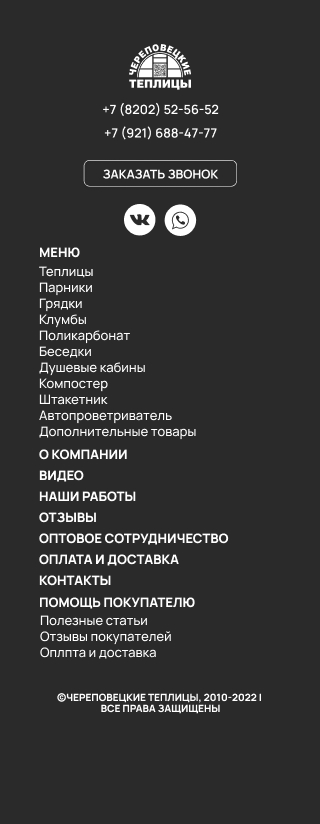 ЧЕРЕПОВЕЦКИЕ
ТЕПЛИЦЫ
+7 (8202) 52-56-52
+7 (921) 688-47-77
ЗАКАЗАТЬ ЗВОНОК
МЕНЮ
Теплицы
Парники
Грядки
Клумбы
Поликарбонат
Беседки
Душевые кабины
Компостер
Штакетник
Автопроветриватель
Дополнительные товары
О КОМПАНИИ
ВИДЕО
НАШИ РАБОТЫ
ОТЗЫВЫ
ОПТОВОЕ СОТРУДНИЧЕСТВО
ОПЛАТА И ДОСТАВКА
КОНТАКТЫ
ПОМОЩЬ ПОКУПАТЕЛЮ
Полезные статьи
Отзывы покупателей
Оплпта и доставка
©ЧЕРЕПОВЕЦКИЕ ТЕПЛИЦЫ, 2010-2022 |
ВСЕ ПРАВА ЗАЩИЩЕНЫ